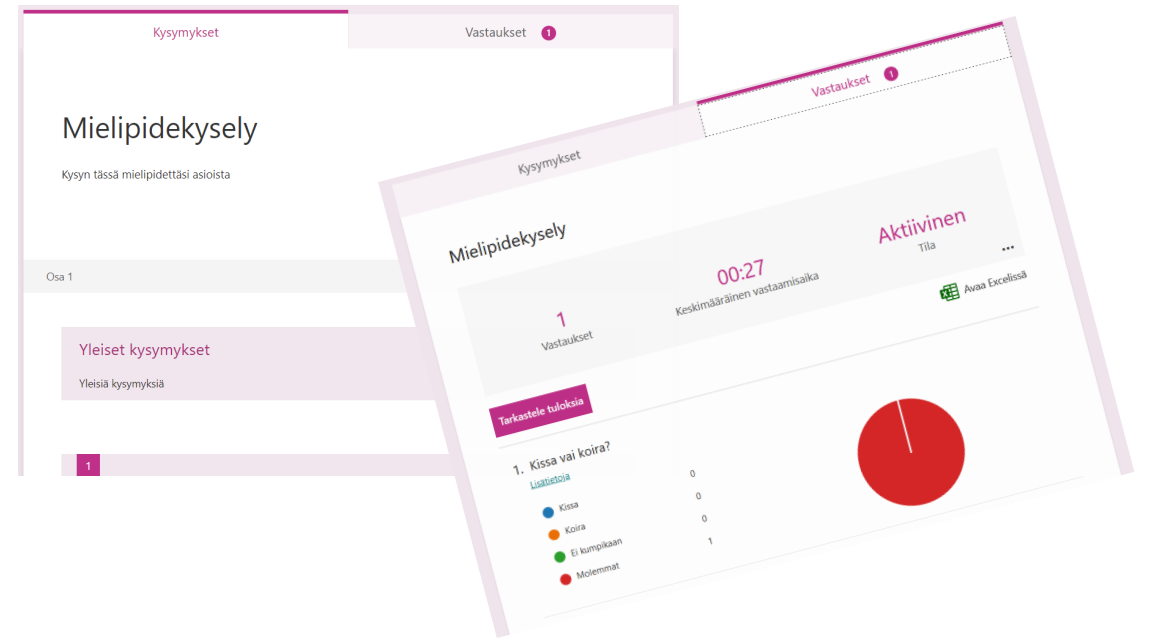 Kysymykset
Vastaukset 1
Mielipidekysely
Kysyn tässä mielipidettäsi asioista
Osa 1
Yleiset kysymykset
Yleisiä kysymyksiä
1
Kysymykset
Vastaukset 1
Mielipidekysely
1
Vastaukset
00:27
Keskimääräinen vastaamisaika
Aktiivinen
Tila
...
Avaa Excelissä
Tarkastele tuloksia
1. Kissa vai koira?
Lisätietoja
Kissa 0
Koira 0
Ei kumpikaan 0
Molemmat 1